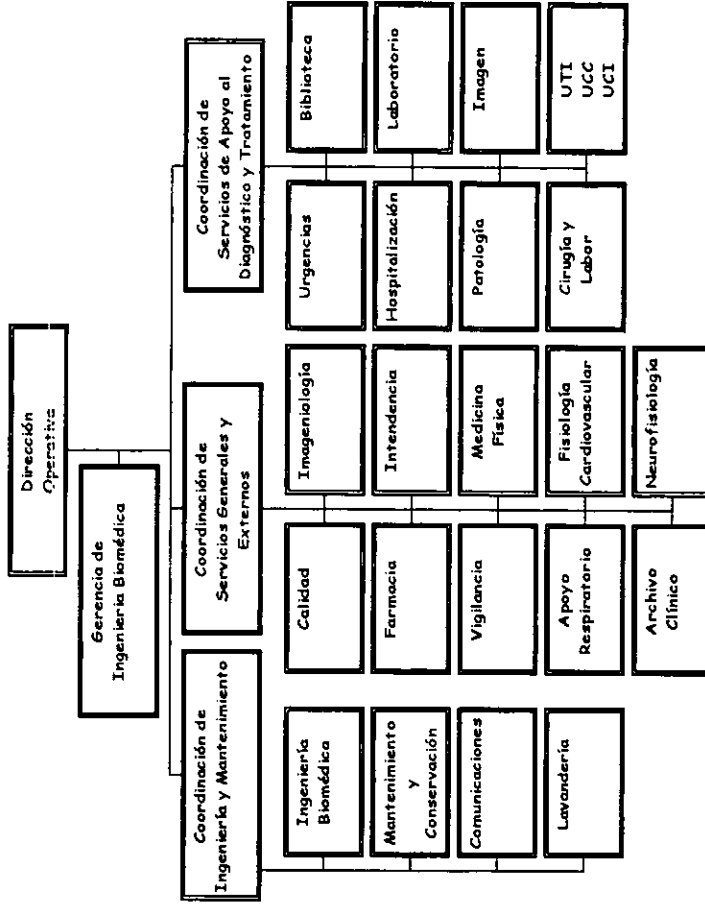 Dirección
Operativa
Gerencia de
Ingeniería Biomédica
Coordinación de
Ingeniería y Mantenimiento
Coordinación de
Servicios Generales y
Externos
Coordinación de
Servicios de Apoyo al
Diagnóstico y Tratamiento
Ingeniería
Biomédica
Mantenimiento
y
Conservación
Comunicaciones
Lavandería
Calidad
Imageniología
Farmacia
Intendencia
Vigilancia
Medicina
Física
Apoyo
Respiratorio
Fisiología
Cardiovascular
Archivo
Clínico
Neurofisiología
Urgencias
Biblioteca
Hospitalización
Laboratorio
Patología
Imagen
Cirugía y
Labor
UTI
UCC
UCI